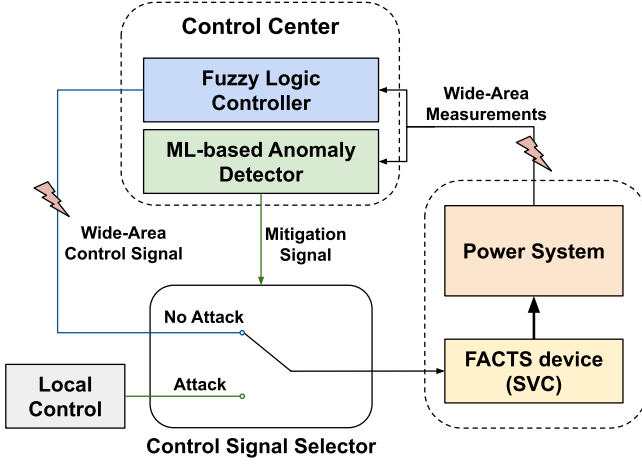 Control Center
Fuzzy Logic
Controller
ML-based Anomaly
Detector
Wide-Area
Measurements
Wide-Area
Control Signal
Mitigation
Signal
Power System
No Attack
Attack
Local
Control
FACTS device
(SVC)
Control Signal Selector